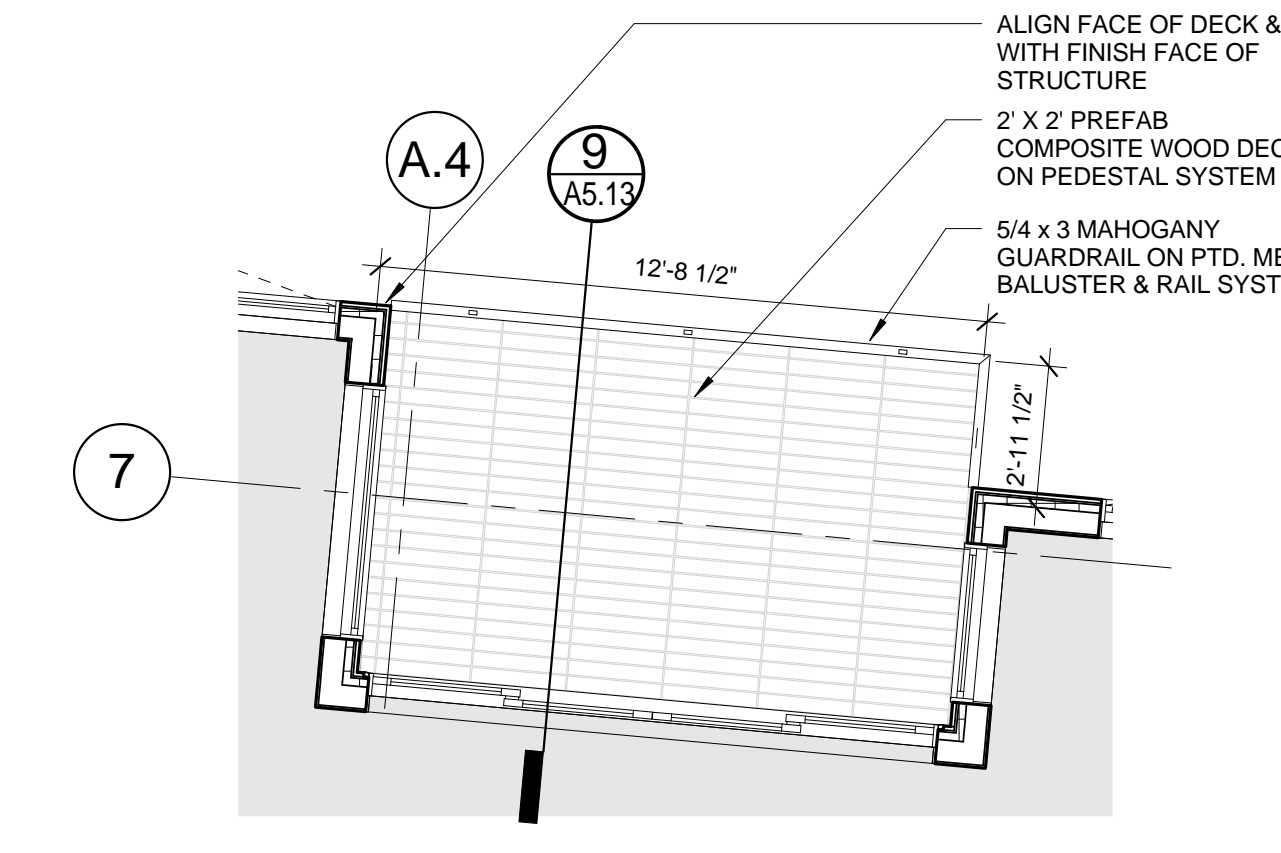 ALIGN FACE OF DECK &
WITH FINISH FACE OF
STRUCTURE
2' X 2' PREFAB
COMPOSITE WOOD DEC
ON PEDESTAL SYSTEM
5/4 x 3 MAHOGANY
GUARDRAIL ON PTD. ME
BALUSTER & RAIL SYST
A.4
9
A5.13
12'-8 1/2"
2'-11 1/2"
7